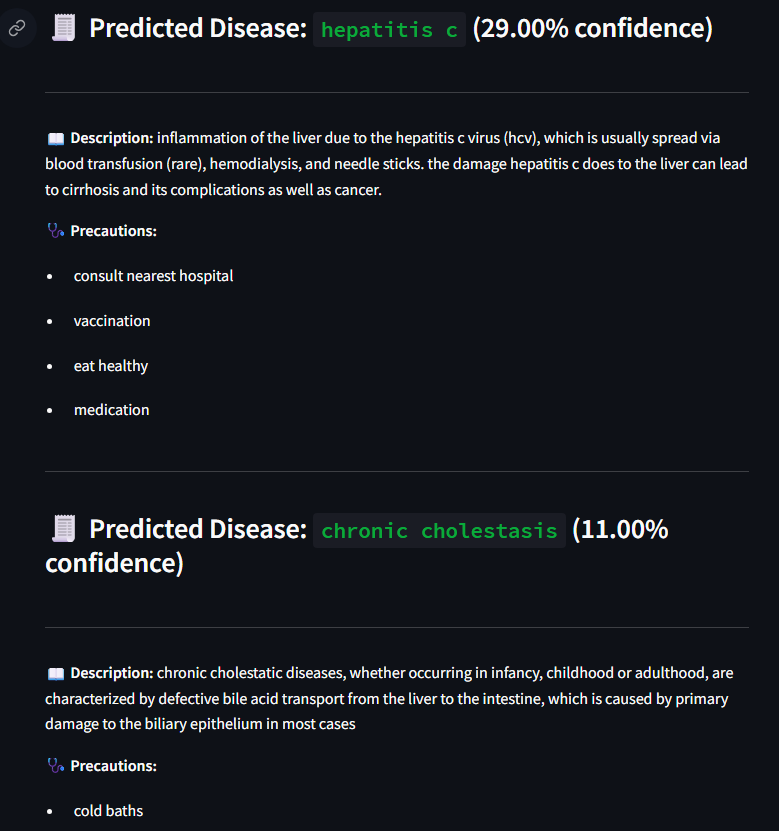 Predicted Disease: hepatitis c (29.00% confidence)
Description: inflammation of the liver due to the hepatitis c virus (hcv), which is usually spread via
blood transfusion (rare), hemodialysis, and needle sticks. the damage hepatitis c does to the liver can lead
to cirrhosis and its complications as well as cancer.
Precautions:
• consult nearest hospital
• vaccination
• eat healthy
• medication
Predicted Disease: chronic cholestasis (11.00%
confidence)
Description: chronic cholestatic diseases, whether occurring in infancy, childhood or adulthood, are
characterized by defective bile acid transport from the liver to the intestine, which is caused by primary
damage to the biliary epithelium in most cases
Precautions:
• cold baths